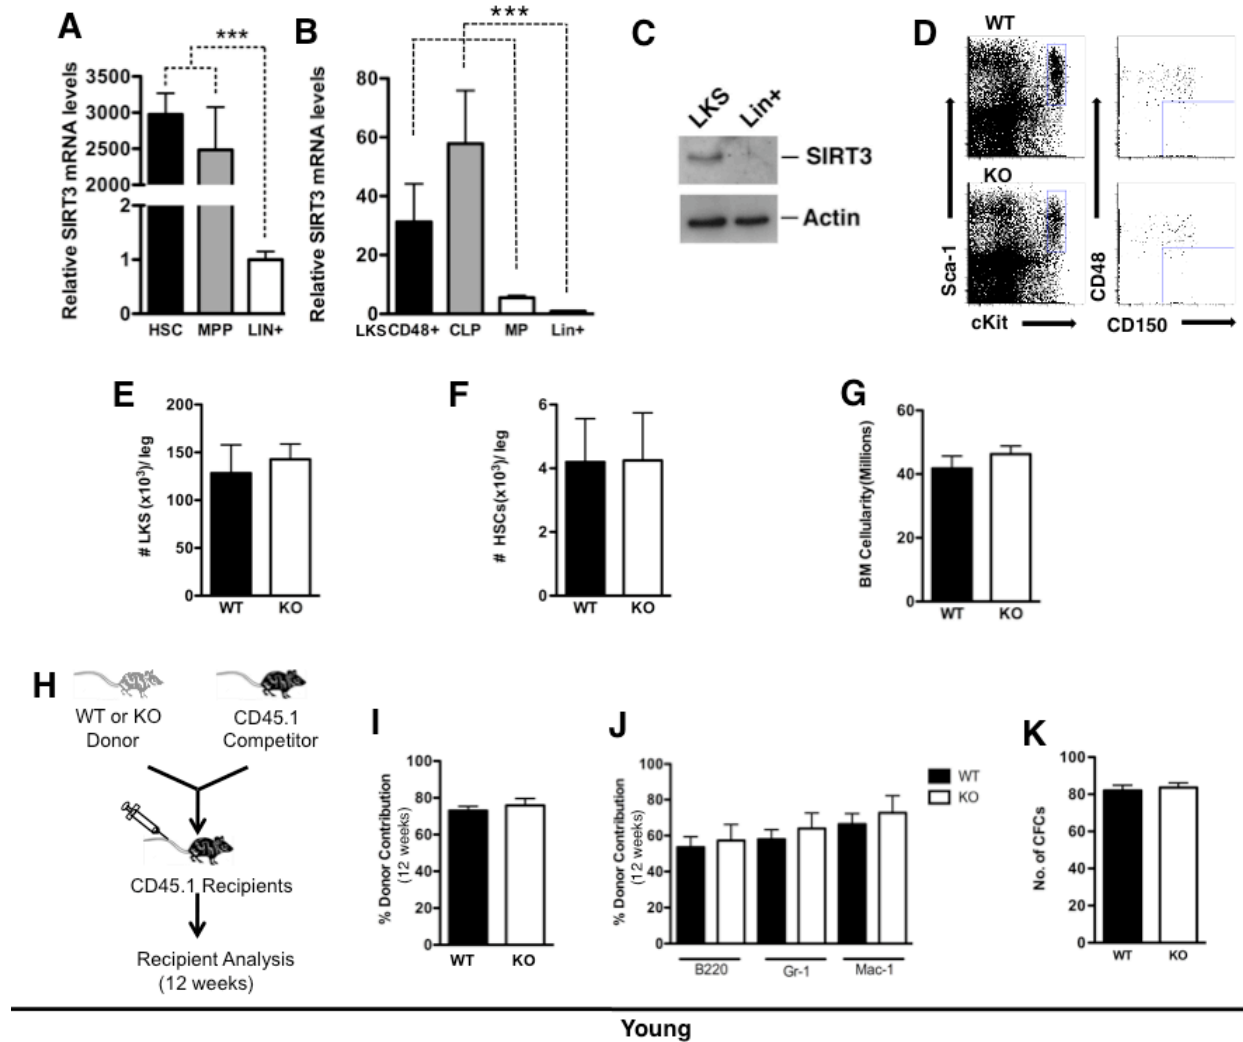 A
Relative SIRT3 mRNA levels
3500
3000
2500
2000
2
1
0
***
HSC MPP LIN+
B
Relative SIRT3 mRNA levels
80
60
40
20
0
***
LKSCD48+ CLP MP Lin+
C
LKS Lin+
SIRT3
Actin
D
WT
KO
Sca-1
cKit
CD48
CD150
E
# LKS (x10³)/ leg
200
150
100
50
0
WT KO
F
# HSCs(x10³)/ leg
6
4
2
0
WT KO
G
BM Cellularity(Millions)
60
40
20
0
WT KO
H
WT or KO
Donor
CD45.1
Competitor
CD45.1 Recipients
Recipient Analysis
(12 weeks)
I
% Donor Contribution
(12 weeks)
100
80
60
40
20
0
WT KO
J
% Donor Contribution
(12 weeks)
100
80
60
40
20
0
B220 Gr-1 Mac-1
WT
KO
K
No. of CFCs
100
80
60
40
20
0
WT KO
Young